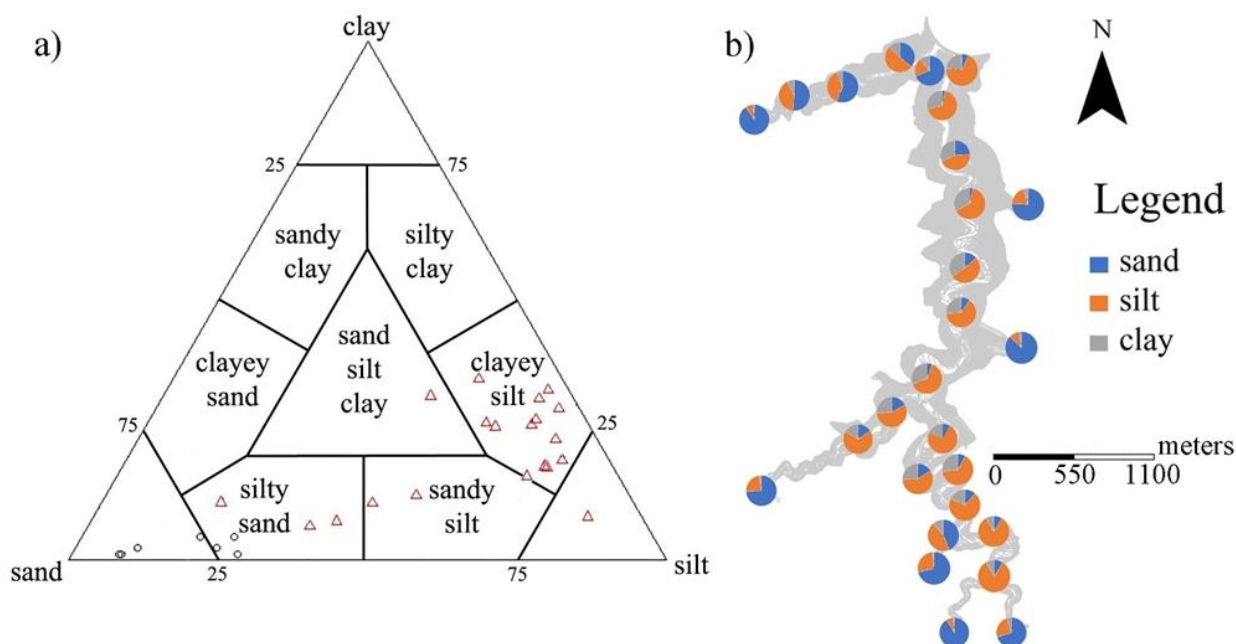 a)
clay
25
75
sandy
clay
silty
clay
sand
silt
clay
clayey
sand
clayey
silt
75
25
silty
sand
sandy
silt
sand
25
75
silt
b)
N
Legend
sand
silt
clay
meters
0
550
1100